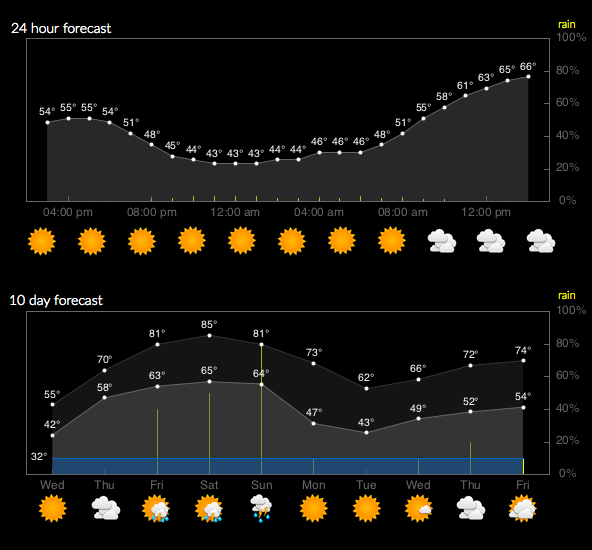 24 hour forecast
rain
100%
80%
60%
40%
20%
0%
54° 55° 55° 54° 51° 48° 45° 44° 43° 43° 43° 44° 44° 46° 46° 46° 48° 51° 55° 58° 61° 63° 65° 66°
04:00 pm 08:00 pm 12:00 am 04:00 am 08:00 am 12:00 pm
10 day forecast
rain
100%
80%
60%
40%
20%
0%
55° 70° 81° 85° 81° 73° 62° 66° 72° 74°
42° 58° 63° 65° 64° 47° 43° 49° 52° 54°
32°
Wed Thu Fri Sat Sun Mon Tue Wed Thu Fri